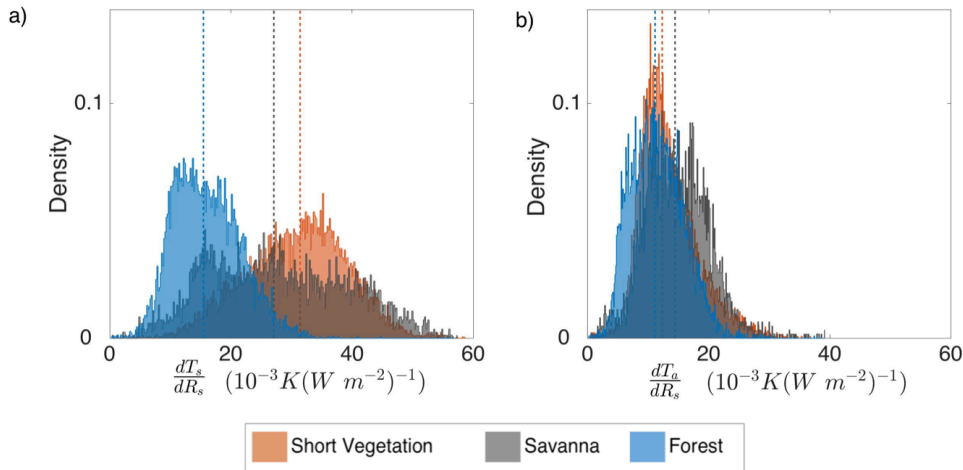 a)
Density
0.1
0
0 20 40 60
dT_s/dR_s (10^{-3}K(W m^{-2})^{-1})
b)
Density
0.1
0
0 20 40 60
dT_a/dR_s (10^{-3}K(W m^{-2})^{-1})
Short Vegetation Savanna Forest